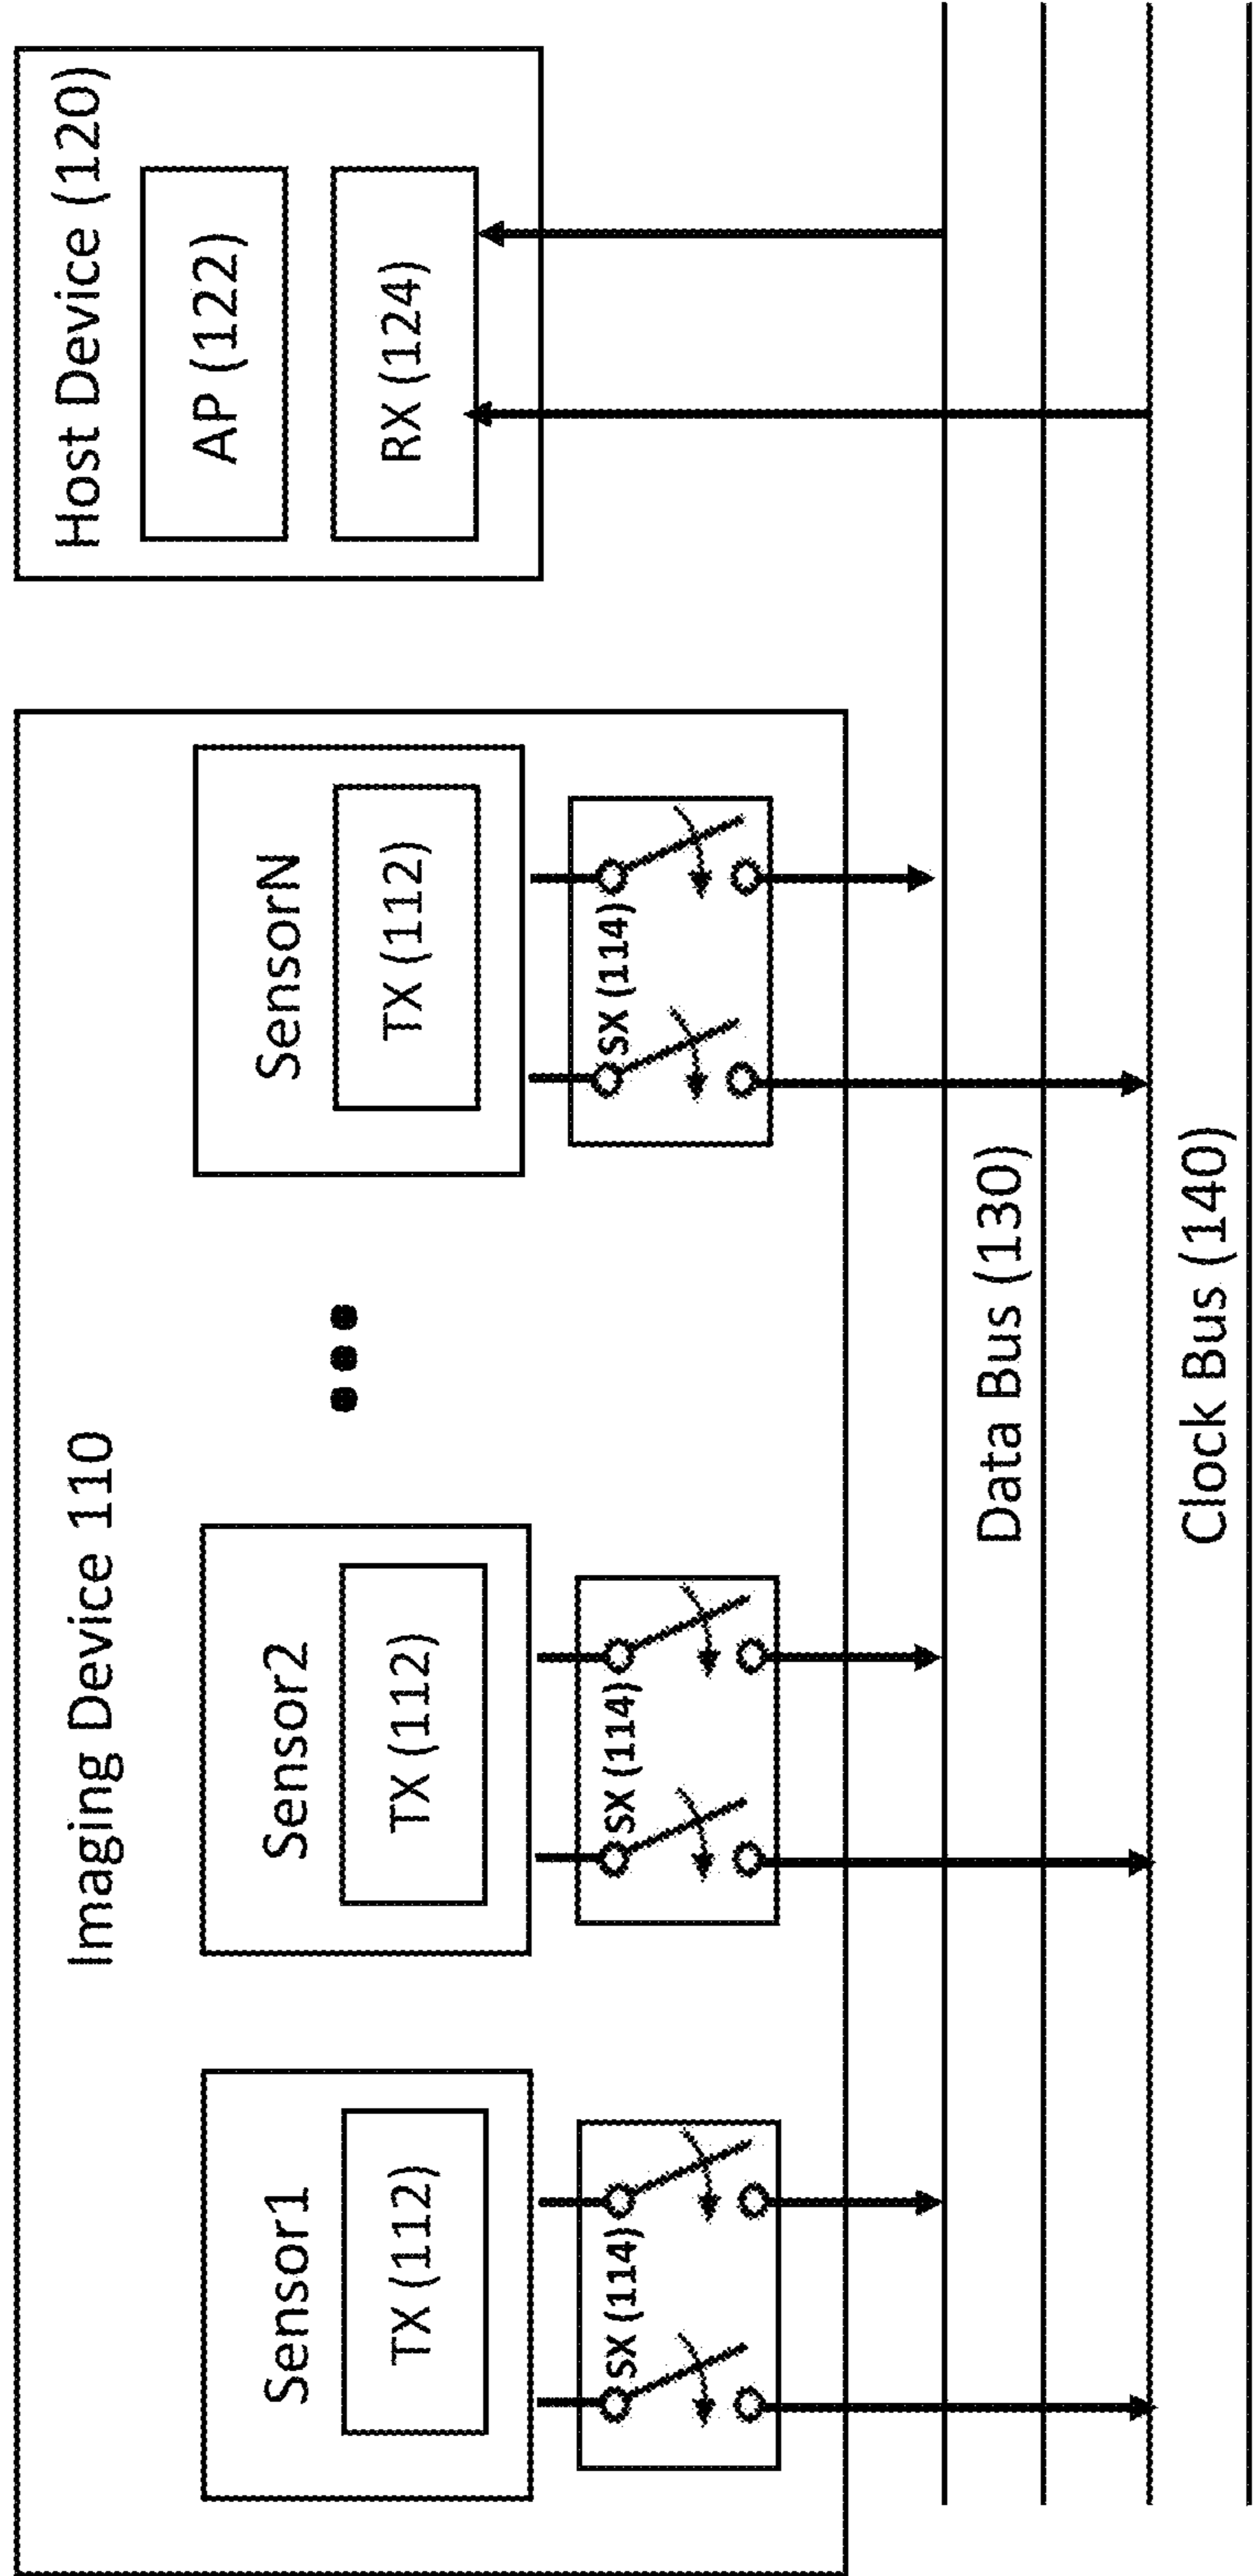 Imaging Device 110
Sensor1
TX (112)
SX (114)
Sensor2
TX (112)
SX (114)
SensorN
TX (112)
SX (114)
Host Device (120)
AP (122)
RX (124)
Data Bus (130)
Clock Bus (140)